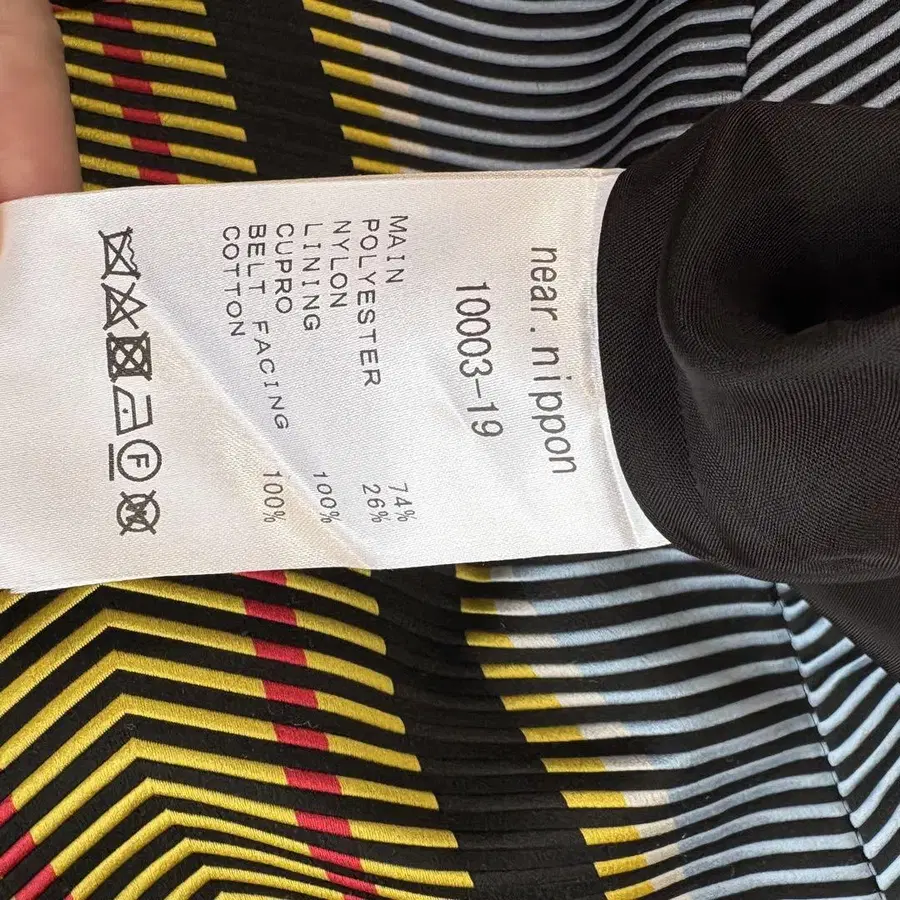 near.nippon
10003-19
MAIN
POLYESTER 74%
NYLON 26%
LINING
CUPRO 100%
BELT FACING
COTTON 100%
F W